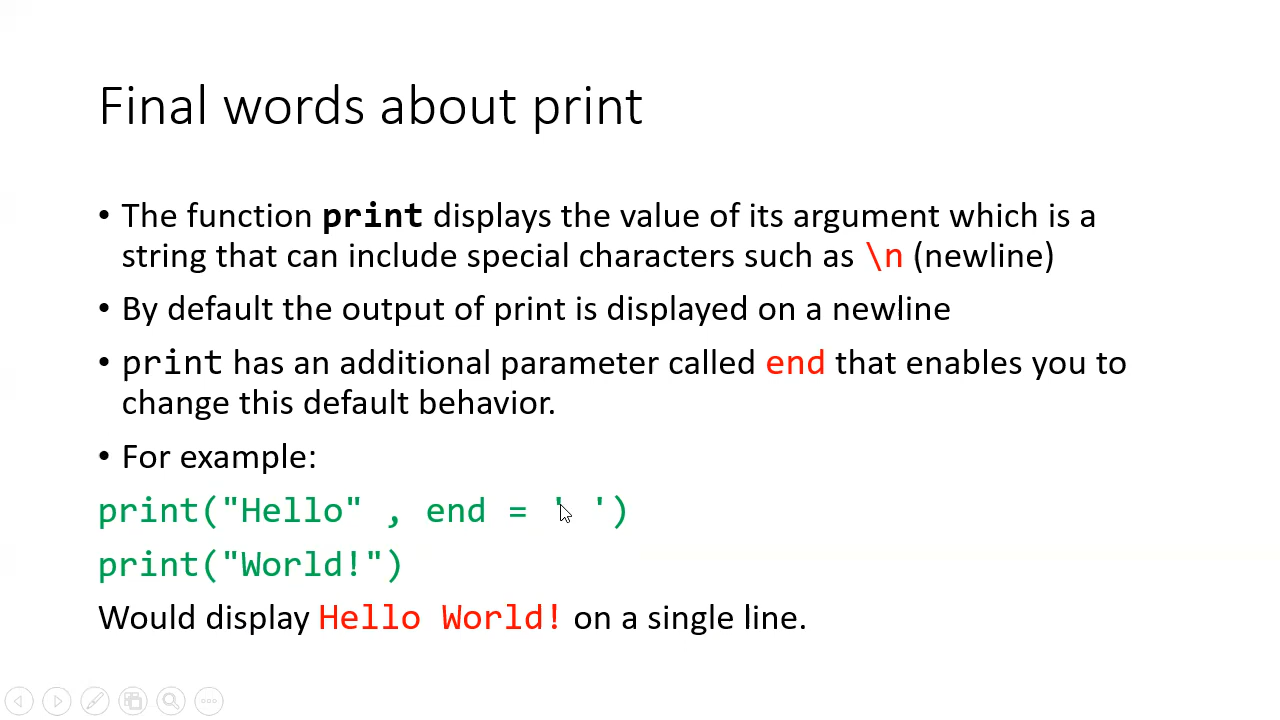 Final words about print
• The function print displays the value of its argument which is a
string that can include special characters such as \n (newline)
• By default the output of print is displayed on a newline
• print has an additional parameter called end that enables you to
change this default behavior.
• For example:
print("Hello" , end = ' ')
print("World!")
Would display Hello World! on a single line.